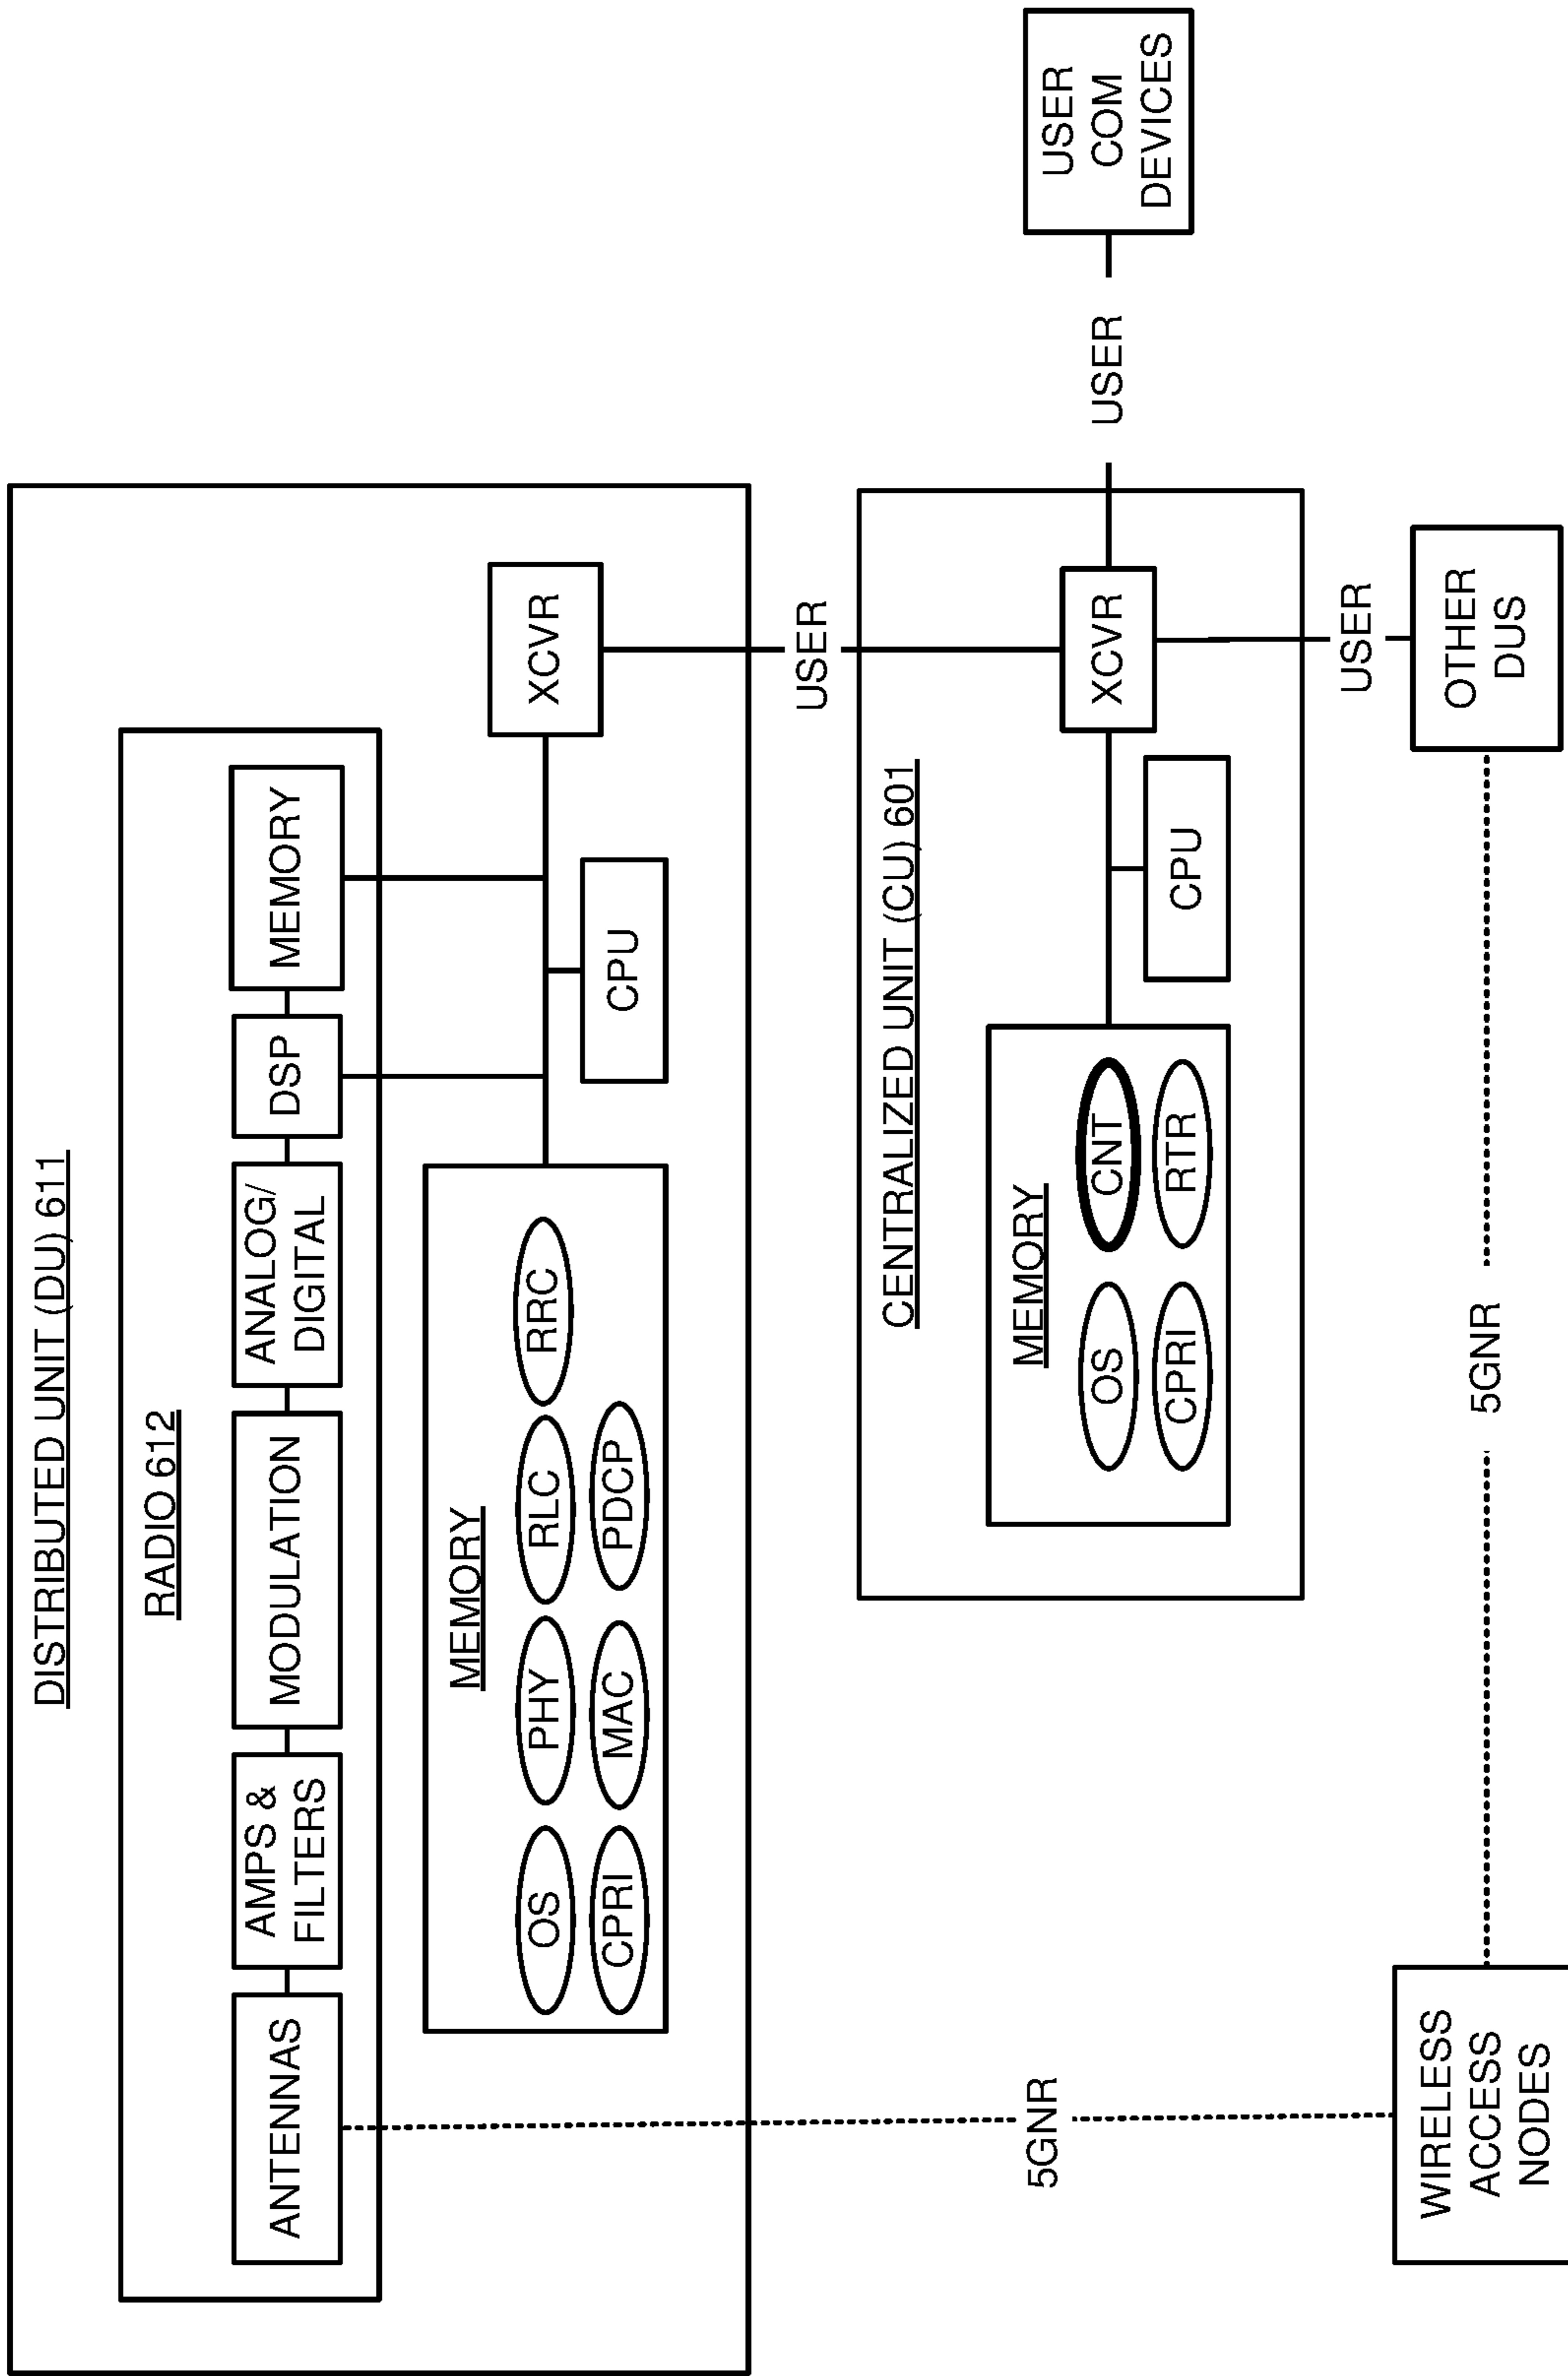 DISTRIBUTED UNIT (DU) 611
RADIO 612
ANTENNAS
AMPS &
FILTERS
MODULATION
ANALOG/
DIGITAL
DSP
MEMORY
MEMORY
OS
PHY
RLC
RRC
CPRI
MAC
PDCP
CPU
XCVR
USER
5GNR
CENTRALIZED UNIT (CU) 601
MEMORY
OS
CNT
CPRI
RTR
CPU
XCVR
USER
USER
COM
DEVICES
USER
WIRELESS
ACCESS
NODES
5GNR
OTHER
DUS